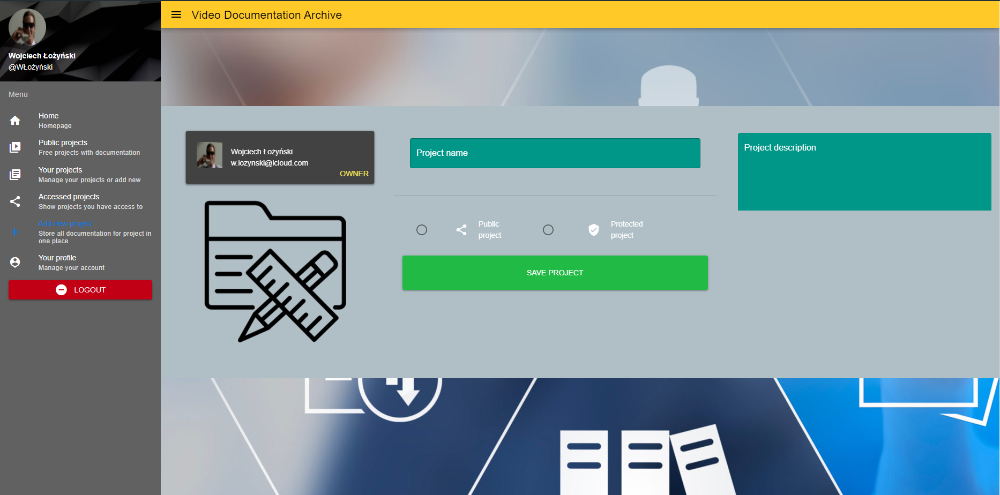 Wojciech Łożyński
@WŁożyński
Menu
Home
Homepage
Public projects
Free projects with documentation
Your projects
Manage your projects or add new
Accessed projects
Show projects you have access to
Add new project
Store all documentation for project in
one place
Your profile
Manage your account
LOGOUT
Video Documentation Archive
Wojciech Łożyński
w.lozynski@icloud.com
OWNER
Project name
Public
project
Protected
project
SAVE PROJECT
Project description